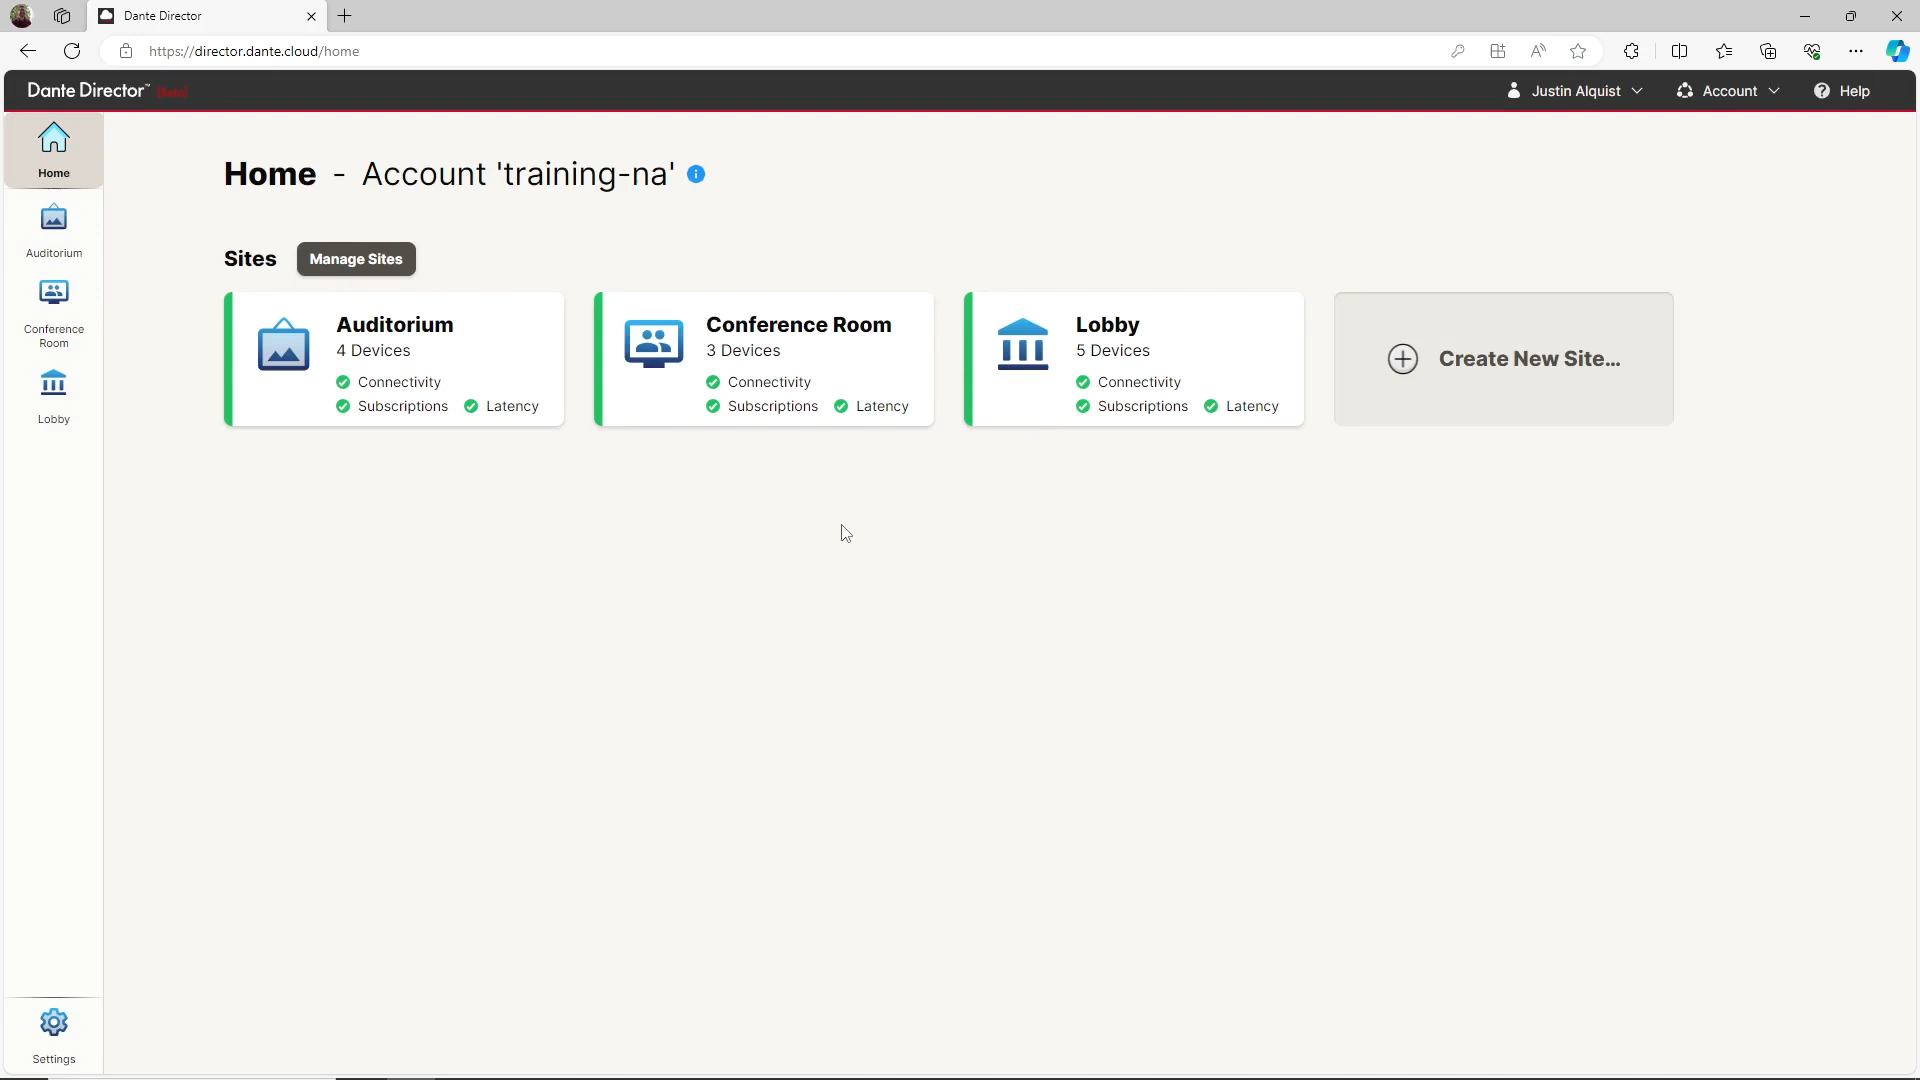 Dante Director
https://director.dante.cloud/home
Dante Director™ [Beta]
Justin Alquist
Account
Help
Home
Auditorium
Conference
Room
Lobby
Settings
Home - Account 'training-na'
Sites
Manage Sites
Auditorium
4 Devices
Connectivity
Subscriptions
Latency
Conference Room
3 Devices
Connectivity
Subscriptions
Latency
Lobby
5 Devices
Connectivity
Subscriptions
Latency
Create New Site...